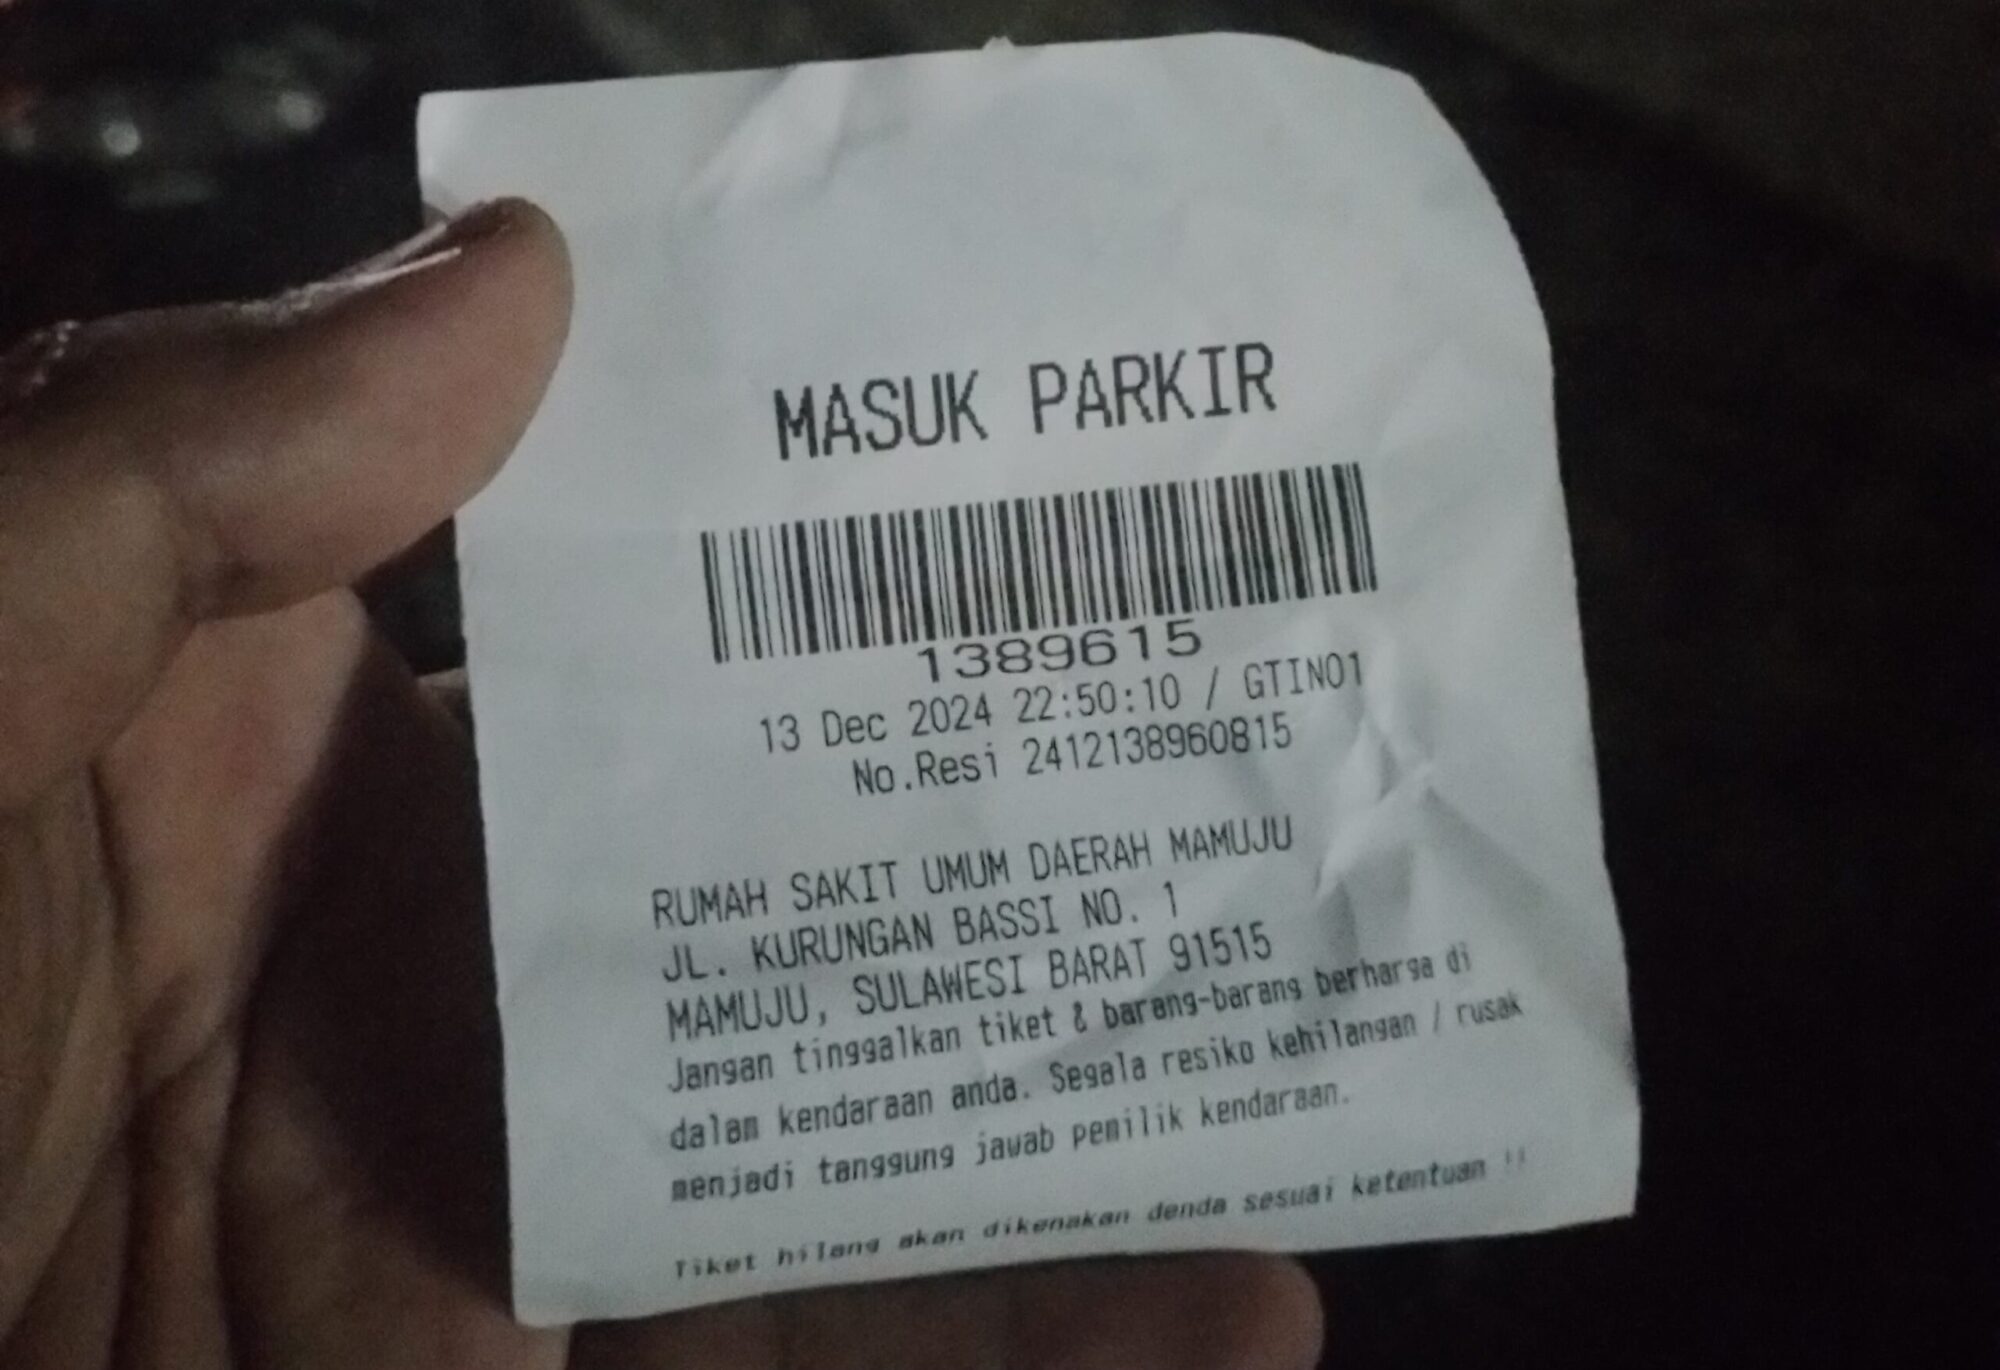 MASUK PARKIR
1389615
13 Dec 2024 22:50:10 / GTIN01
No.Resi 2412138960815
RUMAH SAKIT UMUM DAERAH MAMUJU
JL. KURUNGAN BASSI NO. 1
MAMUJU, SULAWESI BARAT 91515
Jangan tinggalkan tiket & barang-barang berharga di
dalam kendaraan anda. Segala resiko kehilangan / rusak
menjadi tanggung jawab pemilik kendaraan.
Tiket hilang akan dikenakan denda sesuai ketentuan !!